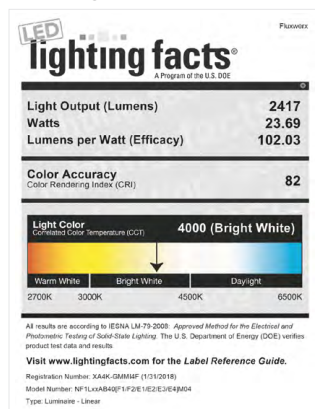 Fluxwerx
LED
lighting facts®
A Program of the U.S. DOE
Light Output (Lumens) 2417
Watts 23.69
Lumens per Watt (Efficacy) 102.03
Color Accuracy 82
Color Rendering Index (CRI)
Light Color 4000 (Bright White)
Correlated Color Temperature (CCT)
Warm White Bright White Daylight
2700K 3000K 4500K 6500K
All results are according to IEGNA LM-79-2008: Approved Method for the Electrical and
Photometric Testing of Solid-State Lighting. The U.S. Department of Energy (DOE) verifies
product test data and results.
Visit www.lightingfacts.com for the Label Reference Guide.
Registration Number: XA4K-GMMI4F (1/31/2018)
Model Number: NF1LxxAB40[F1/F2/E1/E2/E3/E4]M04
Type: Luminaire - Linear